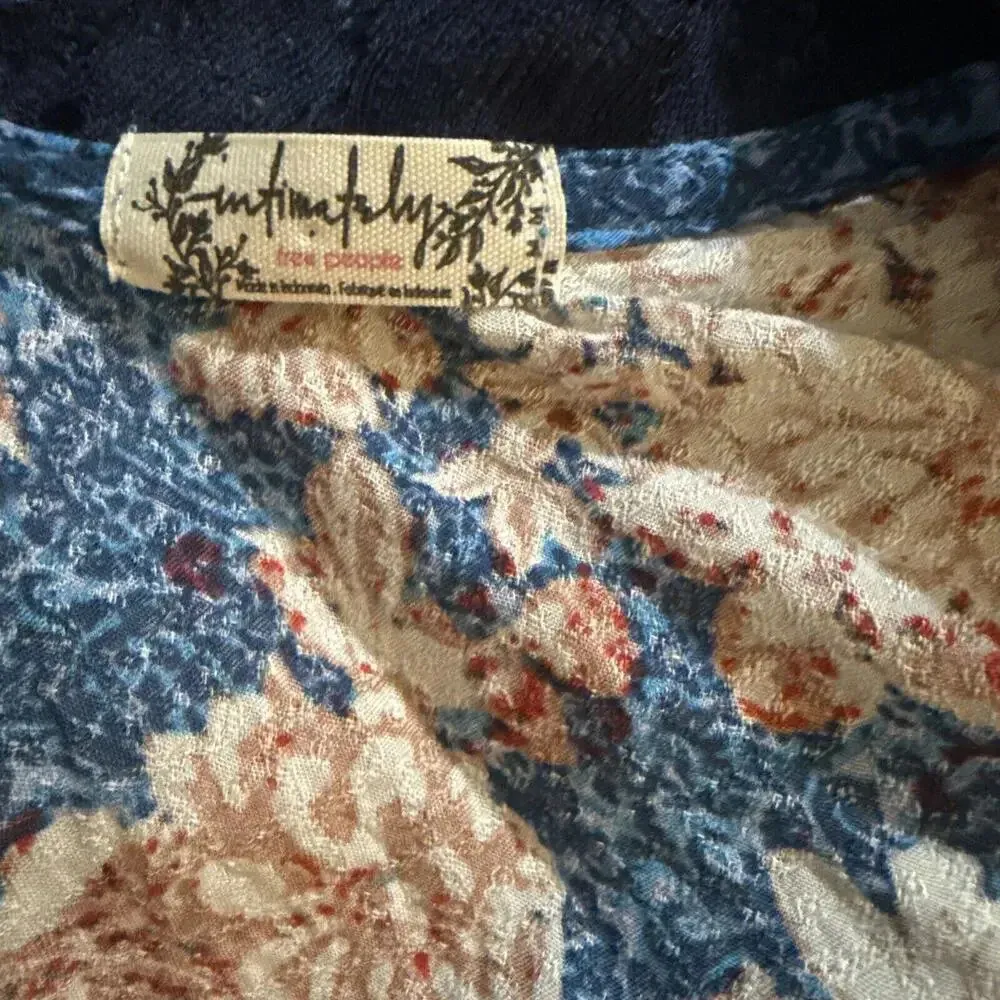 intimately
free people
Made in Indonesia . Fabriqué en Indonésie
M